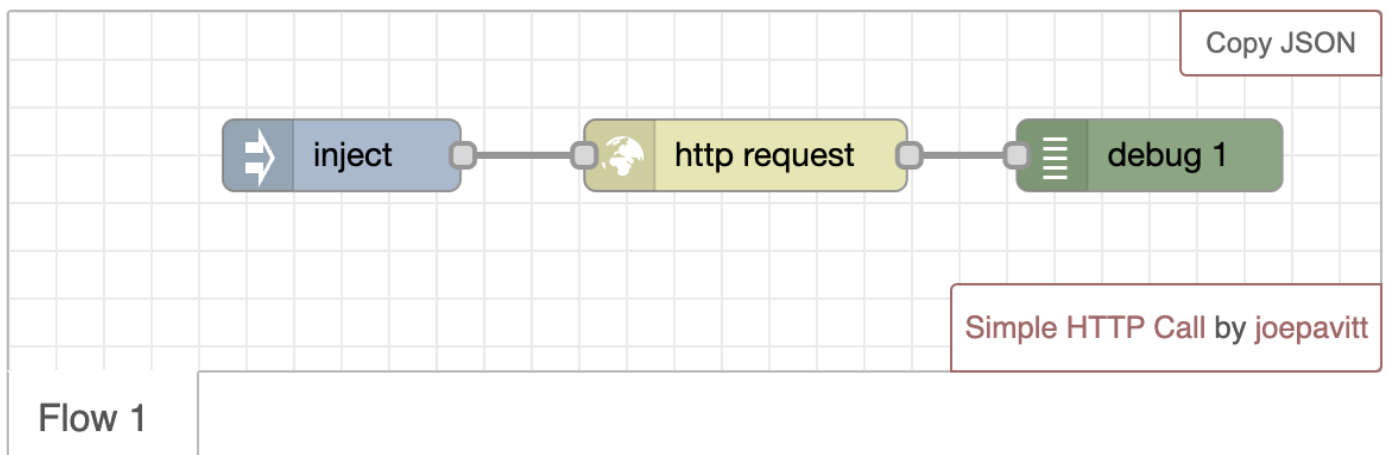 Copy JSON
inject
http request
debug 1
Simple HTTP Call by joepavitt
Flow 1